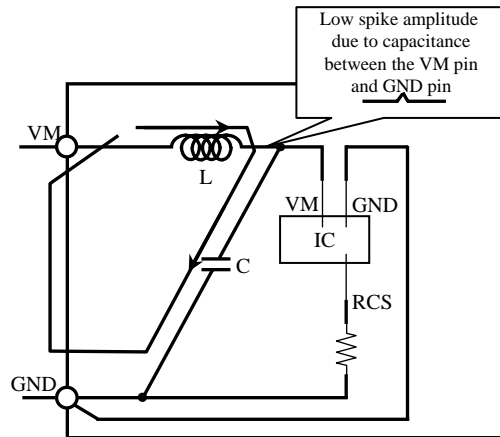 Low spike amplitude
due to capacitance
between the VM pin
and GND pin
VM
L
VM
GND
IC
C
RCS
GND